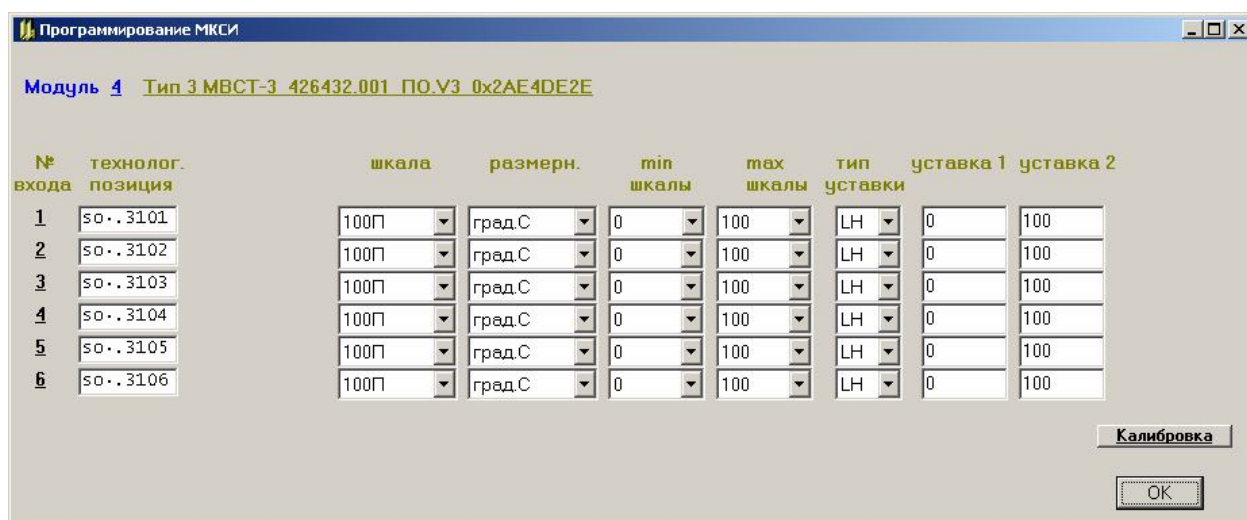 Программирование МКСИ
Модуль 4 Тип 3 МВСТ-3 426432.001 ПО.V3 0x2AE4DE2E
№ технолог. шкала размерн. min max тип уставка 1 уставка 2
входа позиция шкалы шкалы уставки
1 so·.3101 100П град.С 0 100 LH 0 100
2 so·.3102 100П град.С 0 100 LH 0 100
3 so·.3103 100П град.С 0 100 LH 0 100
4 so·.3104 100П град.С 0 100 LH 0 100
5 so·.3105 100П град.С 0 100 LH 0 100
6 so·.3106 100П град.С 0 100 LH 0 100
Калибровка
OK